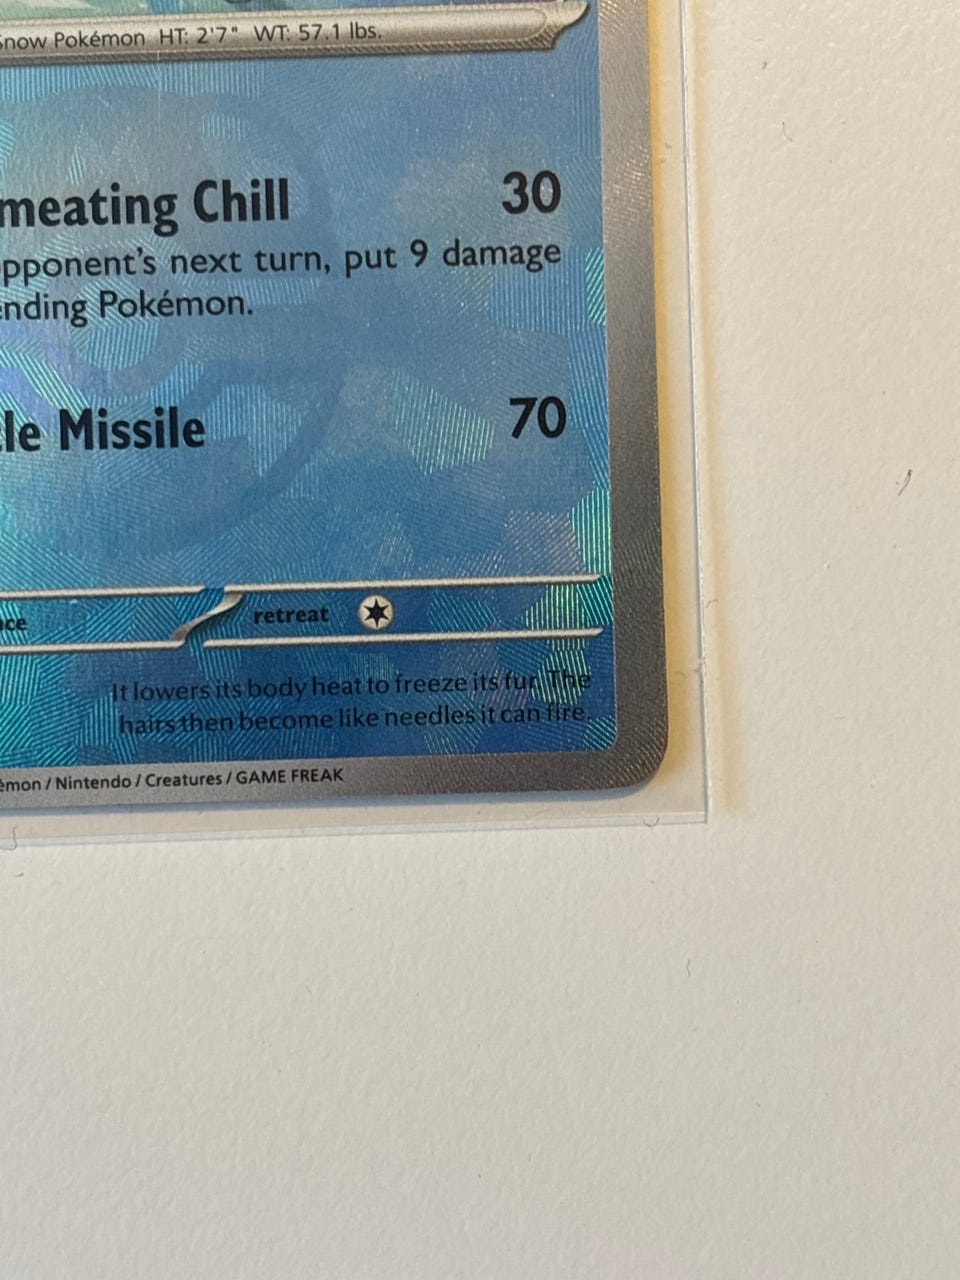 Snow Pokémon HT: 2'7" WT: 57.1 lbs.
meating Chill 30
pponent's next turn, put 9 damage
ending Pokémon.
le Missile 70
ce retreat
It lowers its body heat to freeze its fur. The
hairs then become like needles it can fire.
émon / Nintendo / Creatures / GAME FREAK